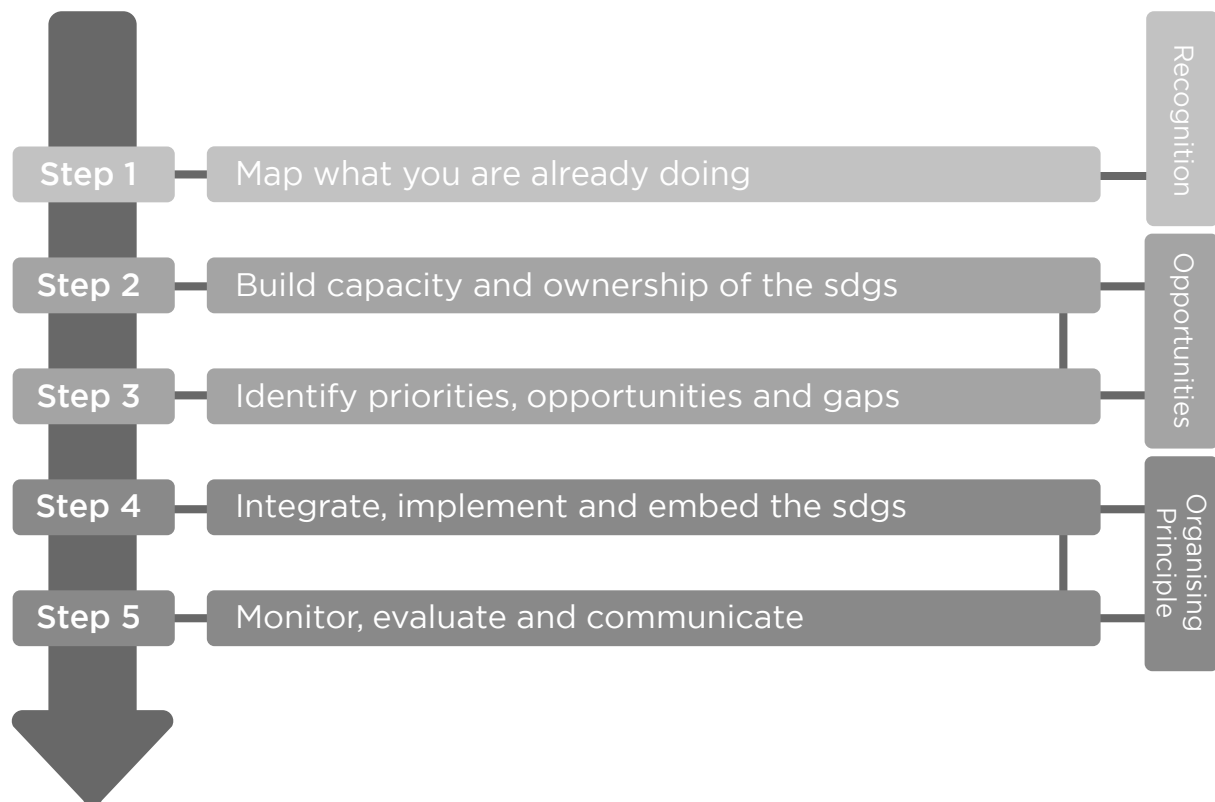 Recognition
Step 1
Map what you are already doing
Step 2
Build capacity and ownership of the sdgs
Opportunities
Step 3
Identify priorities, opportunities and gaps
Step 4
Integrate, implement and embed the sdgs
Organising
Principle
Step 5
Monitor, evaluate and communicate